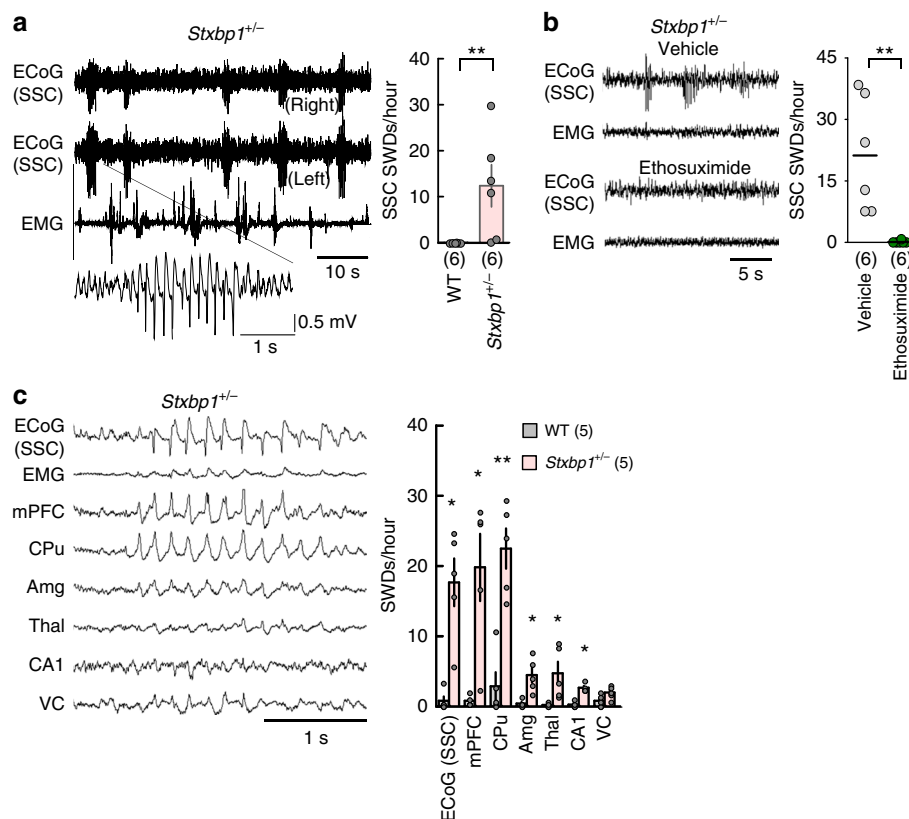 a
Stxbp1+/–
ECoG
(SSC)
(Right)
ECoG
(SSC)
(Left)
EMG
10 s
0.5 mV
1 s
SSC SWDs/hour
40
30
20
10
0
**
(6)
(6)
WT
Stxbp1+/–
b
Stxbp1+/–
Vehicle
ECoG
(SSC)
EMG
Ethosuximide
ECoG
(SSC)
EMG
5 s
SSC SWDs/hour
45
30
15
0
**
(6)
(6)
Vehicle
Ethosuximide
c
Stxbp1+/–
ECoG
(SSC)
EMG
mPFC
CPu
Amg
Thal
CA1
VC
1 s
SWDs/hour
40
30
20
10
0
WT (5)
Stxbp1+/– (5)
*
*
**
*
*
*
ECoG (SSC)
mPFC
CPu
Amg
Thal
CA1
VC